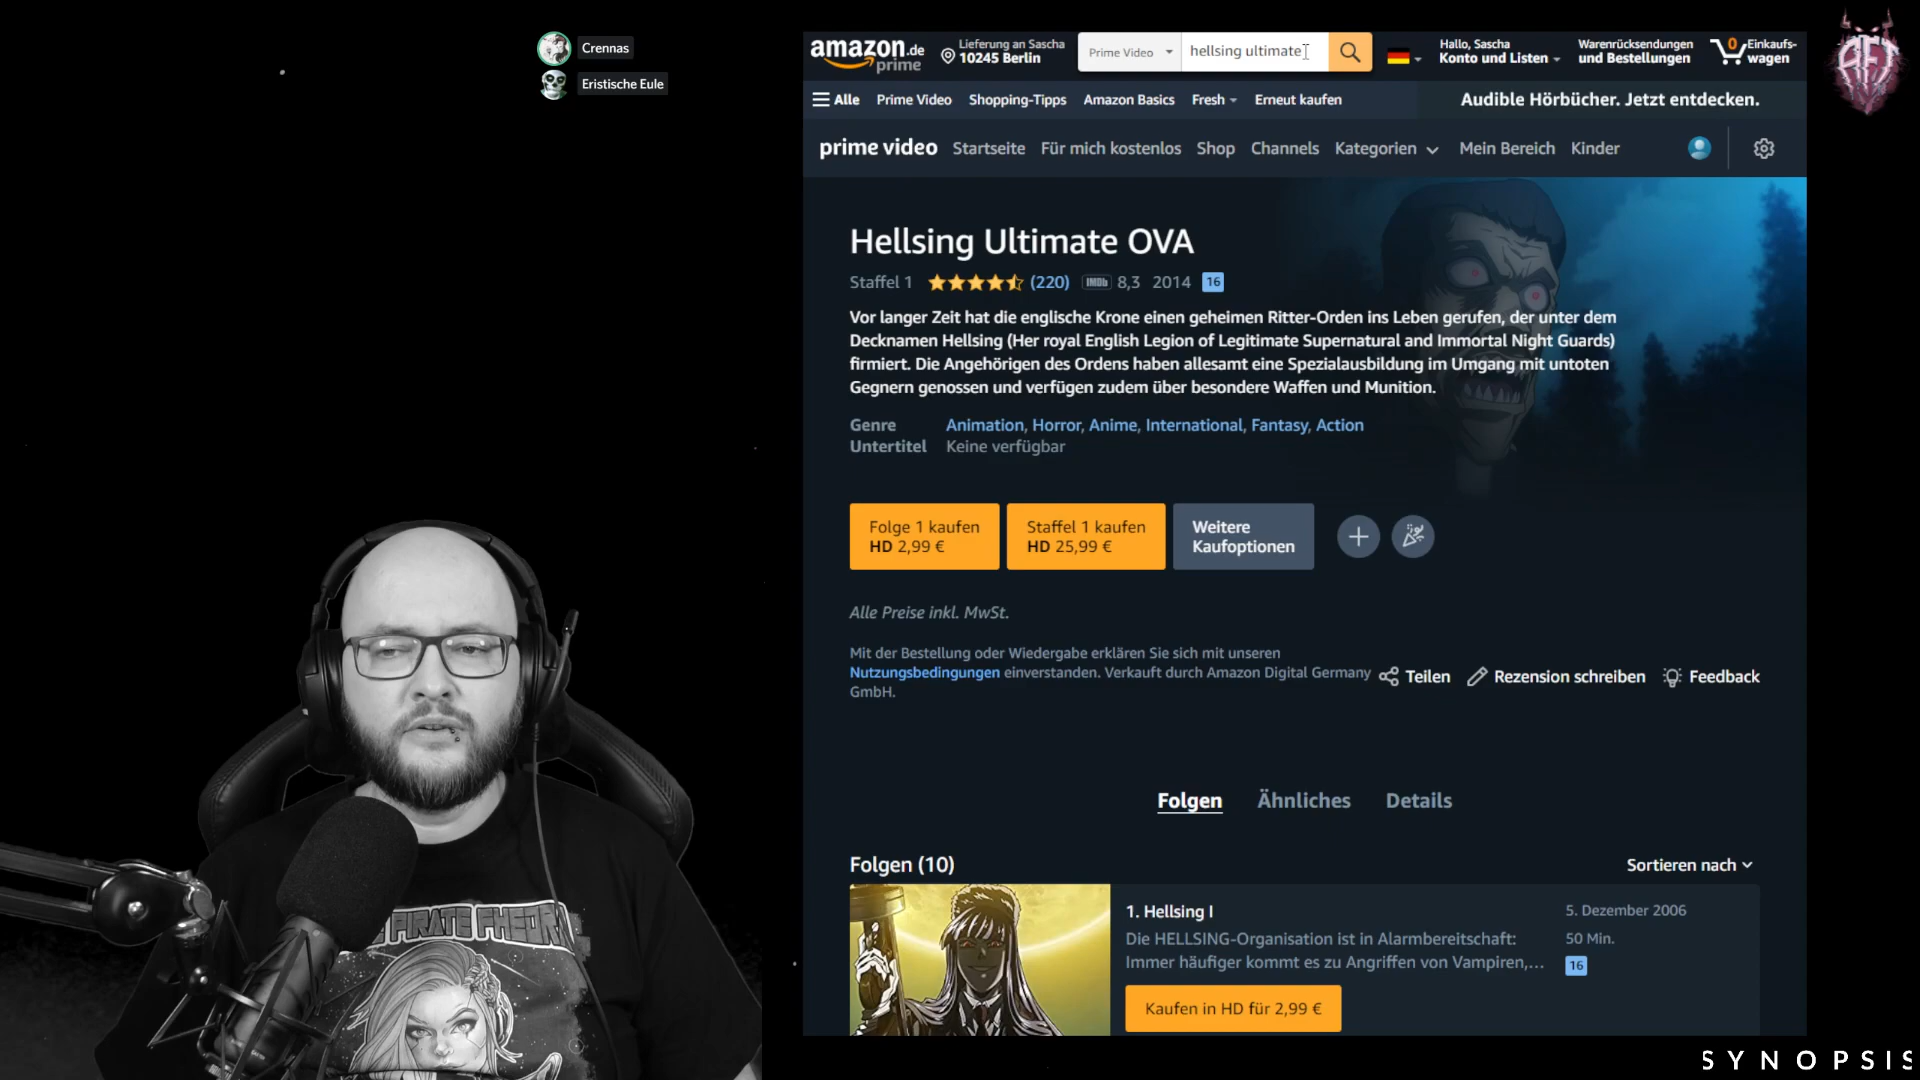 Crennas
Eristische Eule
amazon.de
prime
Lieferung an Sascha
10245 Berlin
Prime Video
hellsing ultimate
Hallo, Sascha
Konto und Listen
Warenrücksendungen
und Bestellungen
0
Einkaufs-
wagen
Alle
Prime Video
Shopping-Tipps
Amazon Basics
Fresh
Erneut kaufen
Audible Hörbücher. Jetzt entdecken.
prime video
Startseite
Für mich kostenlos
Shop
Channels
Kategorien
Mein Bereich
Kinder
Hellsing Ultimate OVA
Staffel 1 (220) IMDb 8,3 2014 16
Vor langer Zeit hat die englische Krone einen geheimen Ritter-Orden ins Leben gerufen, der unter dem
Decknamen Hellsing (Her royal English Legion of Legitimate Supernatural and Immortal Night Guards)
firmiert. Die Angehörigen des Ordens haben allesamt eine Spezialausbildung im Umgang mit untoten
Gegnern genossen und verfügen zudem über besondere Waffen und Munition.
Genre Animation, Horror, Anime, International, Fantasy, Action
Untertitel Keine verfügbar
Folge 1 kaufen
HD 2,99 €
Staffel 1 kaufen
HD 25,99 €
Weitere
Kaufoptionen
Alle Preise inkl. MwSt.
Mit der Bestellung oder Wiedergabe erklären Sie sich mit unseren
Nutzungsbedingungen einverstanden. Verkauft durch Amazon Digital Germany
GmbH.
Teilen
Rezension schreiben
Feedback
Folgen
Ähnliches
Details
Folgen (10)
Sortieren nach
1. Hellsing I
5. Dezember 2006
Die HELLSING-Organisation ist in Alarmbereitschaft:
50 Min.
Immer häufiger kommt es zu Angriffen von Vampiren,...
16
Kaufen in HD für 2,99 €
PIRATE
SYNOPSIS